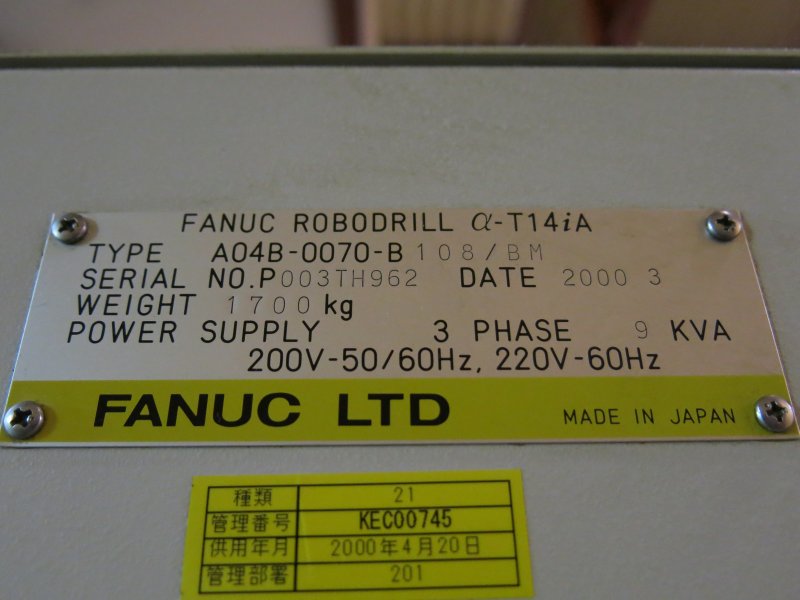 FANUC ROBODRILL α-T14iA
TYPE A04B-0070-B108/BM
SERIAL NO.P003TH962 DATE 2000 3
WEIGHT 1700 kg
POWER SUPPLY 3 PHASE 9 KVA
200V-50/60Hz, 220V-60Hz
FANUC LTD MADE IN JAPAN
種類 21
管理番号 KEC00745
供用年月 2000年4月20日
管理部署 201